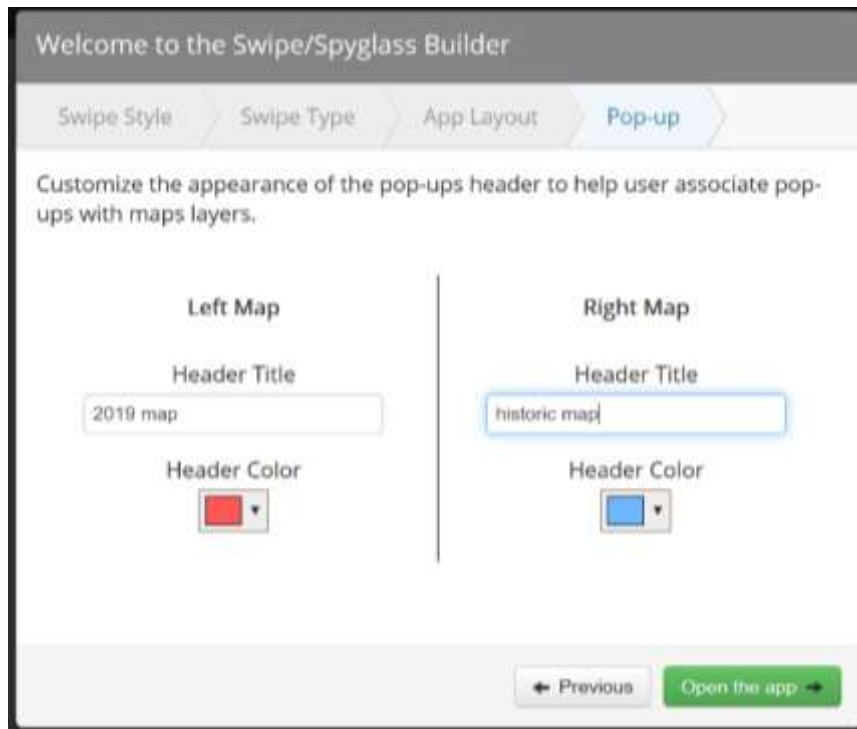 Welcome to the Swipe/Spyglass Builder
Swipe Style Swipe Type App Layout Pop-up
Customize the appearance of the pop-ups header to help user associate pop-
ups with maps layers.
Left Map
Right Map
Header Title
Header Title
2019 map
historic map
Header Color
Header Color
Previous
Open the app